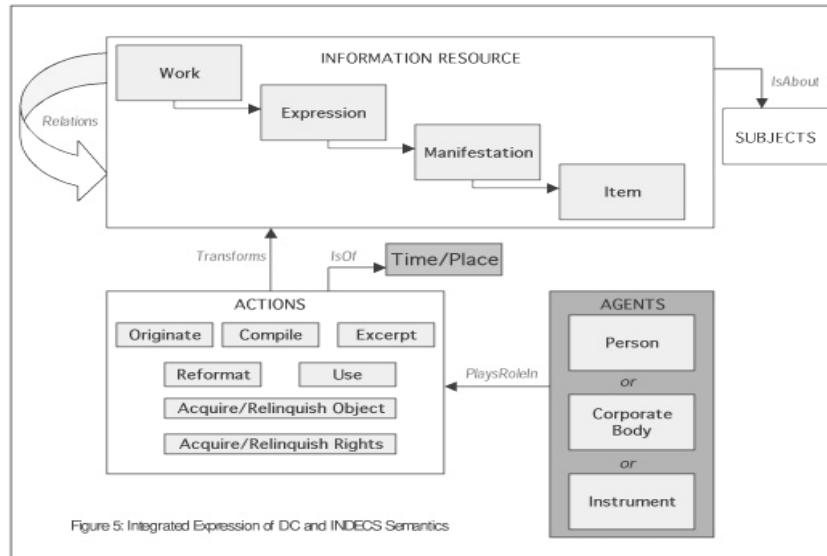 INFORMATION RESOURCE
Work
IsAbout
Relations
Expression
SUBJECTS
Manifestation
Item
Transforms
IsOf
Time/Place
ACTIONS
AGENTS
Originate
Compile
Excerpt
Person
PlaysRoleIn
Reformat
Use
or
Acquire/Relinquish Object
Corporate
Body
Acquire/Relinquish Rights
or
Instrument
Figure 5: Integrated Expression of DC and INDECS Semantics